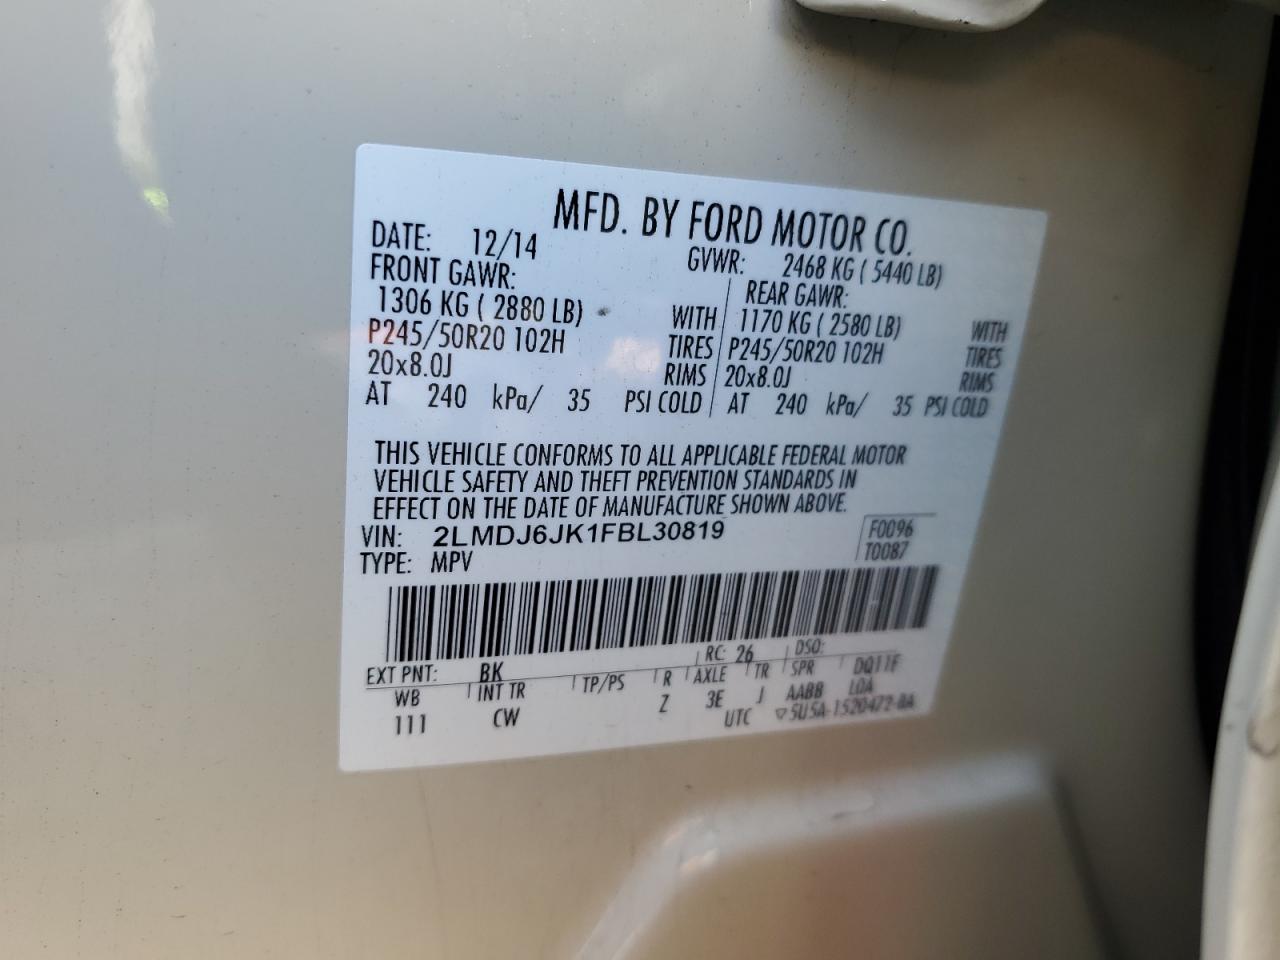 MFD. BY FORD MOTOR CO.
DATE: 12/14 GVWR: 2468 KG ( 5440 LB)
FRONT GAWR: REAR GAWR:
1306 KG ( 2880 LB) WITH 1170 KG ( 2580 LB) WITH
P245/50R20 102H TIRES P245/50R20 102H TIRES
20x8.0J RIMS 20x8.0J RIMS
AT 240 kPa/ 35 PSI COLD AT 240 kPa/ 35 PSI COLD
THIS VEHICLE CONFORMS TO ALL APPLICABLE FEDERAL MOTOR
VEHICLE SAFETY AND THEFT PREVENTION STANDARDS IN
EFFECT ON THE DATE OF MANUFACTURE SHOWN ABOVE.
VIN: 2LMDJ6JK1FBL30819 F0096
TYPE: MPV T0087
EXT PNT: BK RC: 26 DSO:
WB INT TR TP/PS R AXLE TR SPR DQ11F
111 CW Z 3E J AABB LOA
UTC ▽5U5A-1520472-BA